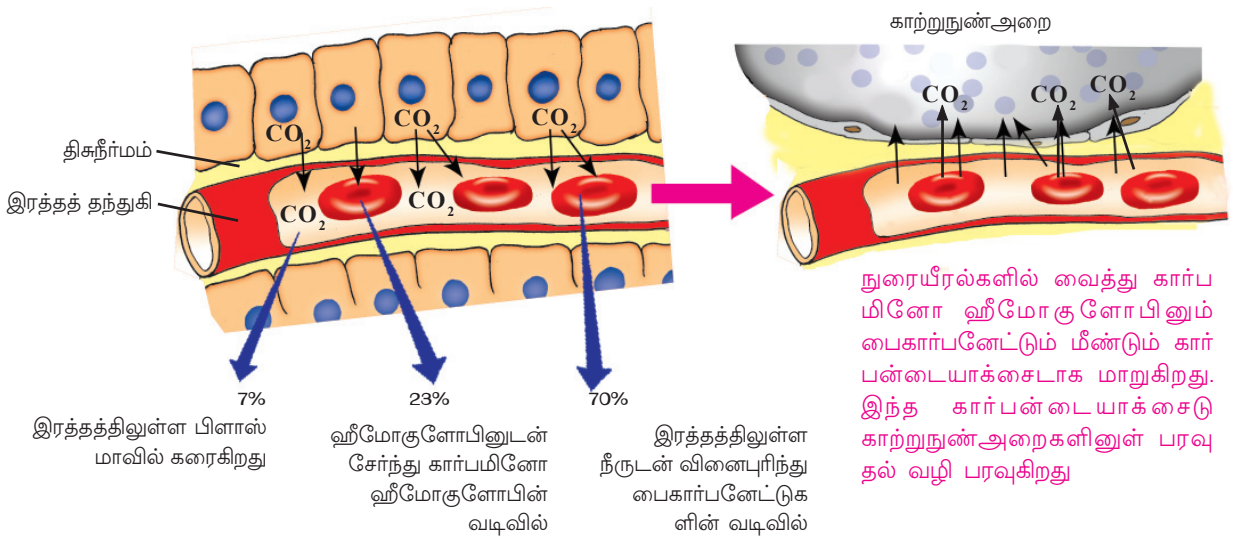 காற்றுநுண்அறை
CO₂
CO₂
CO₂
CO₂
CO₂
CO₂
திசுநீர்மம்
இரத்தத் தந்துகி
CO₂
CO₂
7%
இரத்தத்திலுள்ள பிளாஸ்
மாவில் கரைகிறது
23%
ஹீமோகுளோபினுடன்
சேர்ந்து கார்பமினோ
ஹீமோகுளோபின்
வடிவில்
70%
இரத்தத்திலுள்ள
நீருடன் வினைபுரிந்து
பைகார்பனேட்டுக
ளின் வடிவில்
நுரையீரல்களில் வைத்து கார்ப
மினோ ஹீமோகுளோபினும்
பைகார்பனேட்டும் மீண்டும் கார்
பன்டையாக்சைடாக மாறுகிறது.
இந்த கார்பன்டையாக்சைடு
காற்றுநுண்அறைகளினுள் பரவு
தல் வழி பரவுகிறது